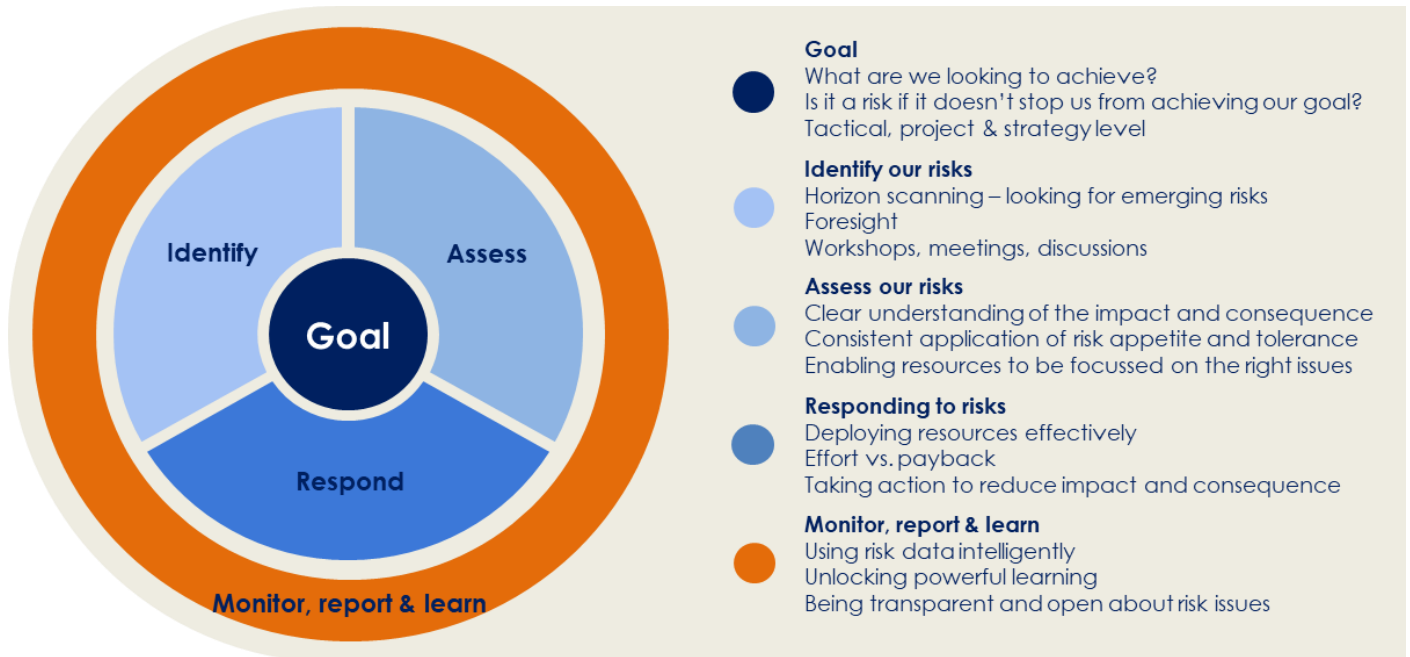 Identify
Assess
Goal
Respond
Monitor, report & learn
Goal
What are we looking to achieve?
Is it a risk if it doesn't stop us from achieving our goal?
Tactical, project & strategy level
Identify our risks
Horizon scanning – looking for emerging risks
Foresight
Workshops, meetings, discussions
Assess our risks
Clear understanding of the impact and consequence
Consistent application of risk appetite and tolerance
Enabling resources to be focussed on the right issues
Responding to risks
Deploying resources effectively
Effort vs. payback
Taking action to reduce impact and consequence
Monitor, report & learn
Using risk data intelligently
Unlocking powerful learning
Being transparent and open about risk issues